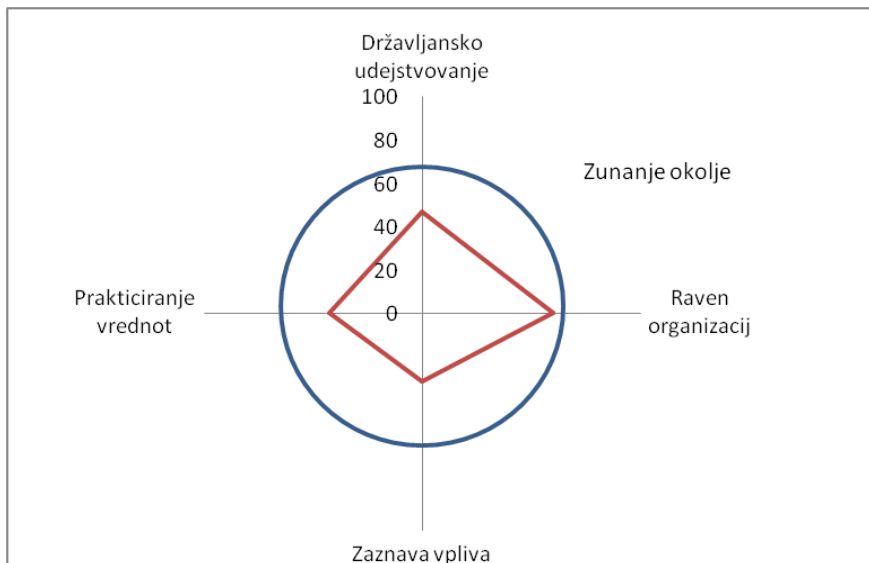 Državljansko
udejstvovanje
100
80
Zunanje okolje
60
40
20
Prakticiranje
vrednot
0
Raven
organizacij
Zaznava vpliva